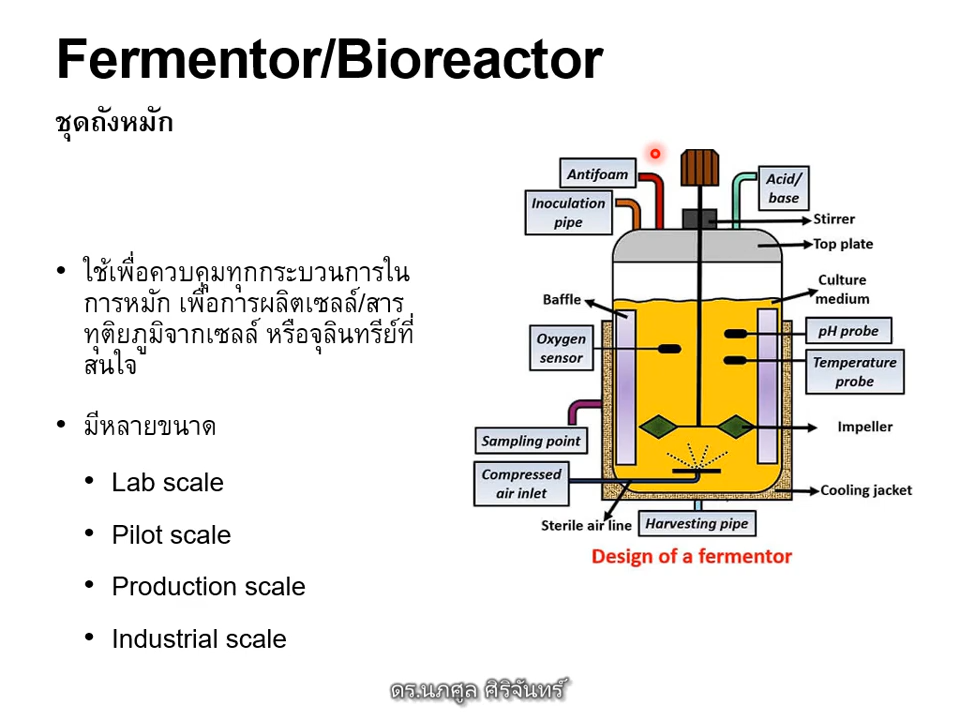 Fermentor/Bioreactor
ชุดถังหมัก
• ใช้เพื่อควบคุมทุกกระบวนการใน
การหมัก เพื่อการผลิตเซลล์/สาร
ทุติยภูมิจากเซลล์ หรือจุลินทรีย์ที่
สนใจ
• มีหลายขนาด
• Lab scale
• Pilot scale
• Production scale
• Industrial scale
Antifoam
Acid/
base
Inoculation
pipe
Stirrer
Top plate
Culture
medium
Baffle
pH probe
Oxygen
sensor
Temperature
probe
Impeller
Sampling point
Compressed
air inlet
Cooling jacket
Sterile air line
Harvesting pipe
Design of a fermentor
ดร.นภศูล ศิริจันทร์